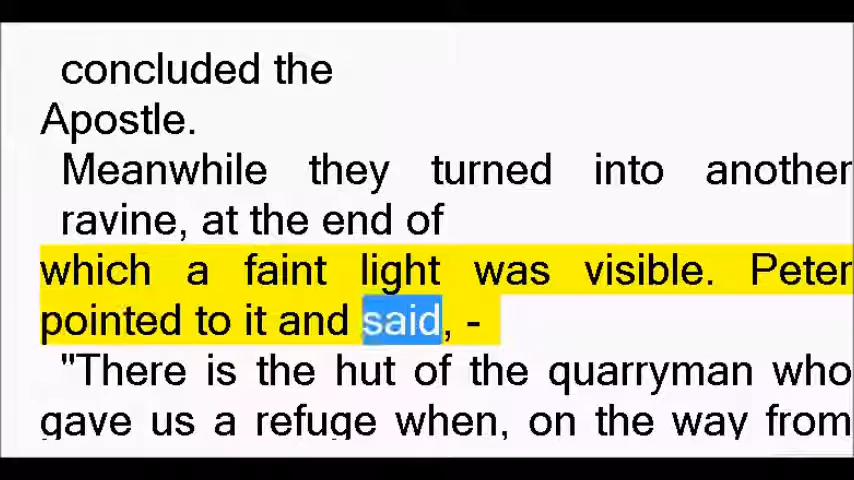 concluded the
Apostle.
Meanwhile they turned into another
ravine, at the end of
which a faint light was visible. Peter
pointed to it and said, -
"There is the hut of the quarryman who
gave us a refuge when, on the way from